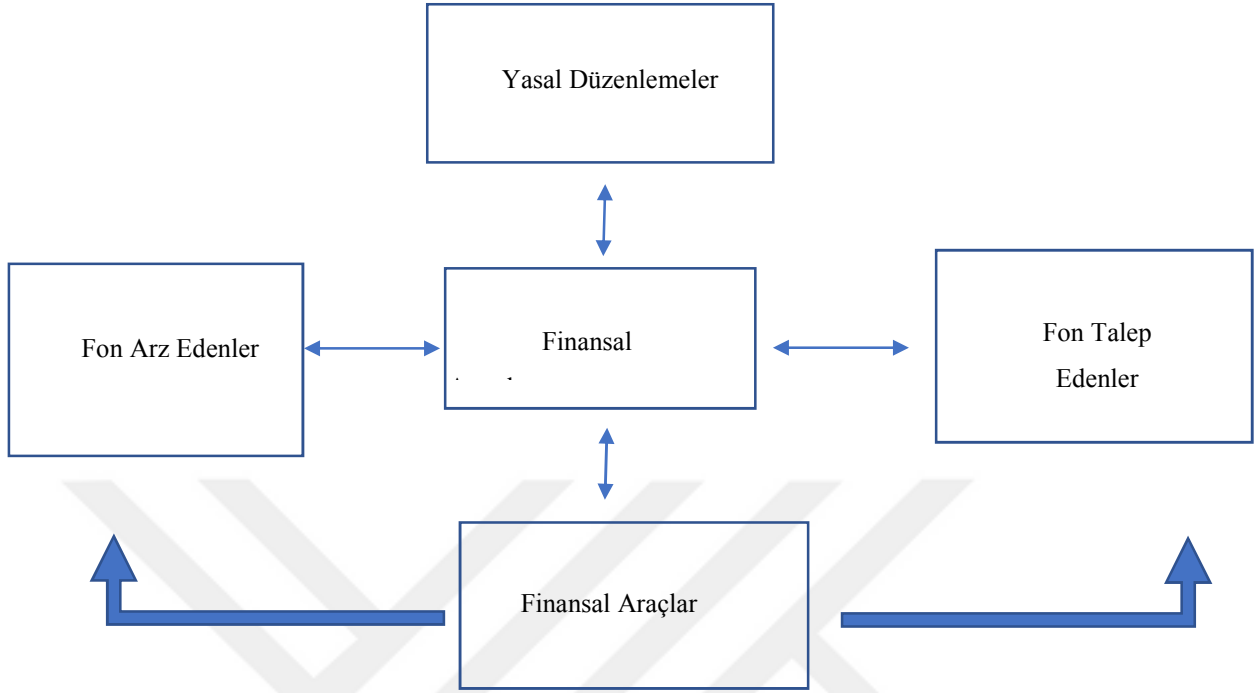 Yasal Düzenlemeler
Fon Arz Edenler
Finansal
Fon Talep
Edenler
Finansal Araçlar